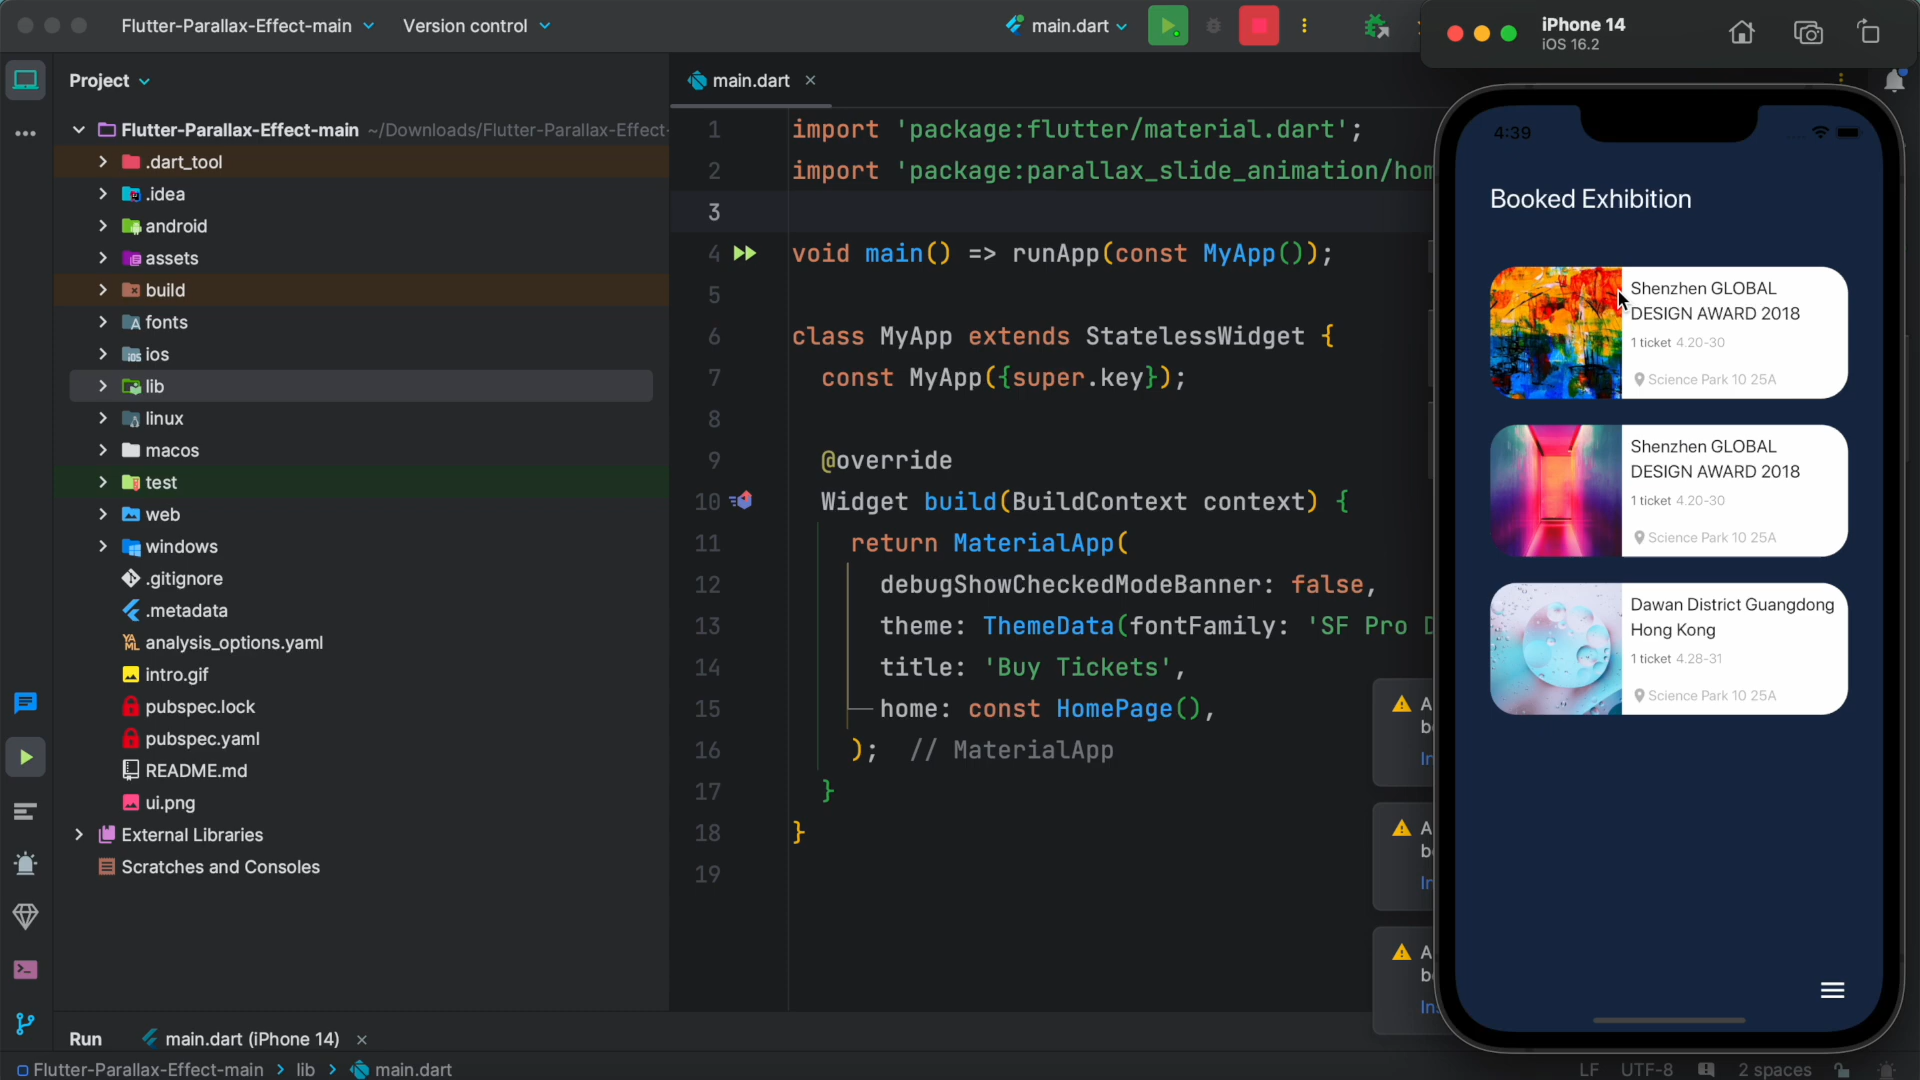 Flutter-Parallax-Effect-main
Version control
main.dart
iPhone 14
iOS 16.2
Project
main.dart
Flutter-Parallax-Effect-main ~/Downloads/Flutter-Parallax-Effect-
.dart_tool
.idea
android
assets
build
fonts
ios
lib
linux
macos
test
web
windows
.gitignore
.metadata
analysis_options.yaml
intro.gif
pubspec.lock
pubspec.yaml
README.md
ui.png
External Libraries
Scratches and Consoles
1 import 'package:flutter/material.dart';
2 import 'package:parallax_slide_animation/hom
3
4 void main() => runApp(const MyApp());
5
6 class MyApp extends StatelessWidget {
7 const MyApp({super.key});
8
9 @override
10 Widget build(BuildContext context) {
11 return MaterialApp(
12 debugShowCheckedModeBanner: false,
13 theme: ThemeData(fontFamily: 'SF Pro D
14 title: 'Buy Tickets',
15 home: const HomePage(),
16 ); // MaterialApp
17 }
18 }
19
4:39
Booked Exhibition
Shenzhen GLOBAL
DESIGN AWARD 2018
1 ticket 4.20-30
Science Park 10 25A
Shenzhen GLOBAL
DESIGN AWARD 2018
1 ticket 4.20-30
Science Park 10 25A
Dawan District Guangdong
Hong Kong
1 ticket 4.28-31
Science Park 10 25A
Run
main.dart (iPhone 14)
Flutter-Parallax-Effect-main > lib > main.dart
LF UTF-8 2 spaces